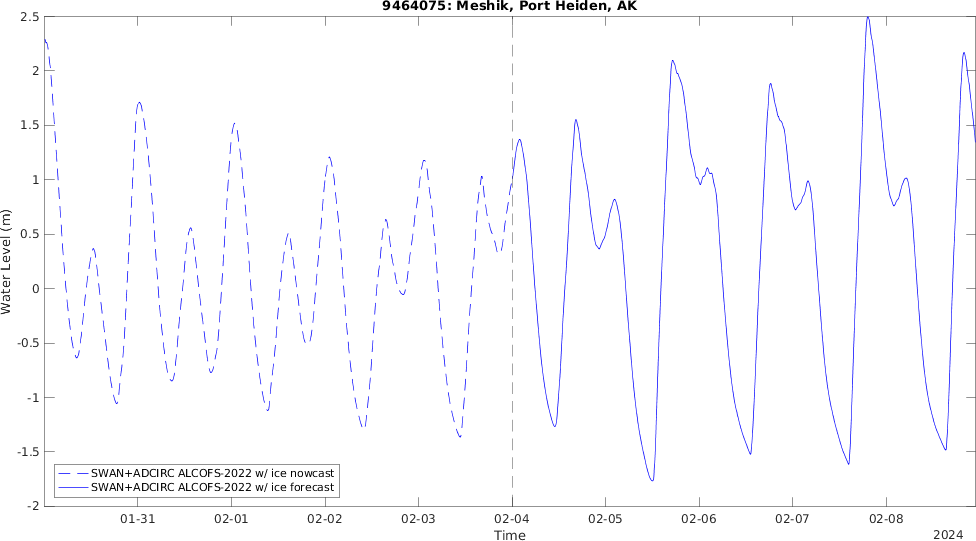 9464075: Meshik, Port Heiden, AK
2.5
2
1.5
1
0.5
0
-0.5
-1
-1.5
-2
Water Level (m)
SWAN+ADCIRC ALCOFS-2022 w/ ice nowcast
SWAN+ADCIRC ALCOFS-2022 w/ ice forecast
01-31 02-01 02-02 02-03 02-04 02-05 02-06 02-07 02-08
Time
2024